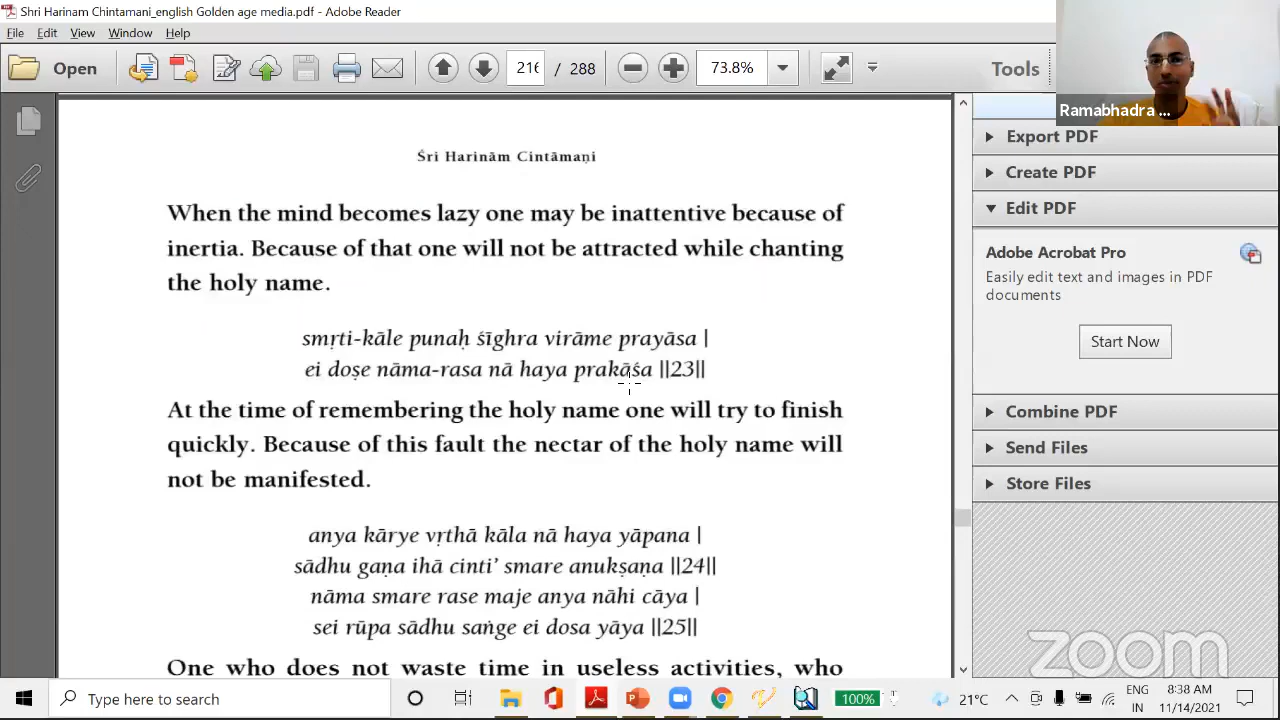 Shri Harinam Chintamani_english Golden age media.pdf - Adobe Reader
File Edit View Window Help
Open 216 / 288 73.8% Tools
Ramabhadra ...
Export PDF
Create PDF
Edit PDF
Adobe Acrobat Pro
Easily edit text and images in PDF
documents
Start Now
Combine PDF
Send Files
Store Files
Śri Harinām Cintāmaṇi
When the mind becomes lazy one may be inattentive because of
inertia. Because of that one will not be attracted while chanting
the holy name.
smṛti-kāle punaḥ śīghra virāme prayāsa |
ei doṣe nāma-rasa nā haya prakāśa ||23||
At the time of remembering the holy name one will try to finish
quickly. Because of this fault the nectar of the holy name will
not be manifested.
anya kārye vṛthā kāla nā haya yāpana |
sādhu gaṇa ihā cinti’ smare anukṣaṇa ||24||
nāma smare rase maje anya nāhi cāya |
sei rūpa sādhu saṅge ei dosa yāya ||25||
One who does not waste time in useless activities, who
zoom
Type here to search
100%
21°C
ENG
IN
8:38 AM
11/14/2021